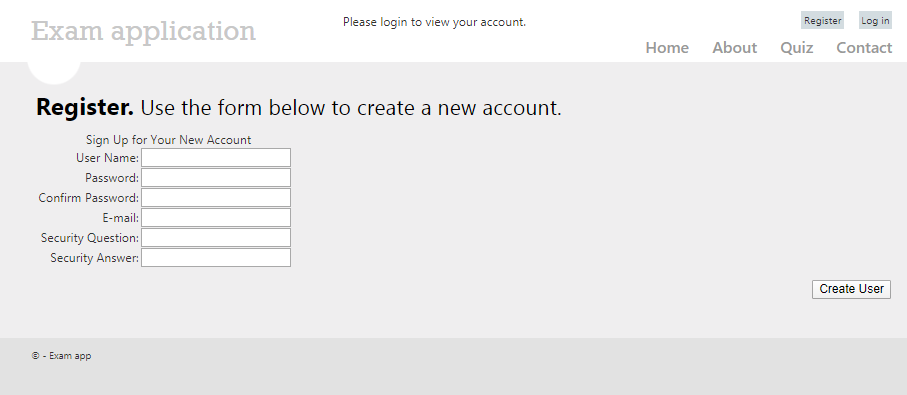 Exam application
Please login to view your account.
Register
Log in
Home
About
Quiz
Contact
Register. Use the form below to create a new account.
Sign Up for Your New Account
User Name:
Password:
Confirm Password:
E-mail:
Security Question:
Security Answer:
Create User
© - Exam app